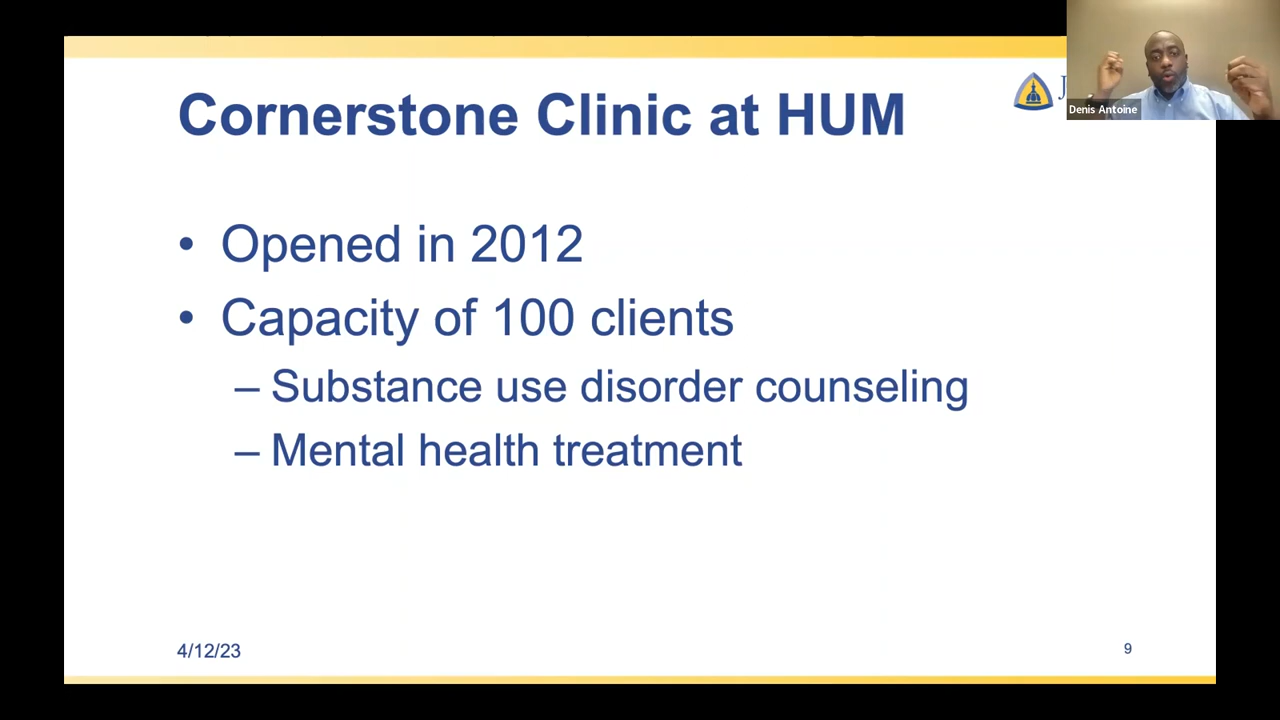 Cornerstone Clinic at HUM
Denis Antoine
• Opened in 2012
• Capacity of 100 clients
– Substance use disorder counseling
– Mental health treatment
4/12/23
9